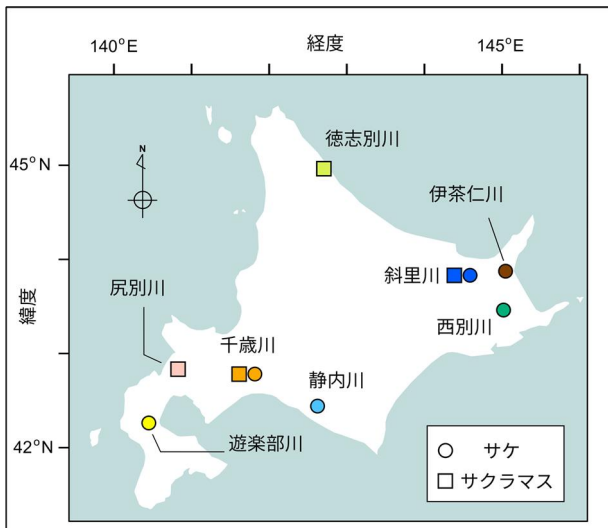 140°E
経度
145°E
45°N
徳志別川
N
伊茶仁川
斜里川
尻別川
西別川
緯度
千歳川
静内川
42°N
遊楽部川
サケ
サクラマス